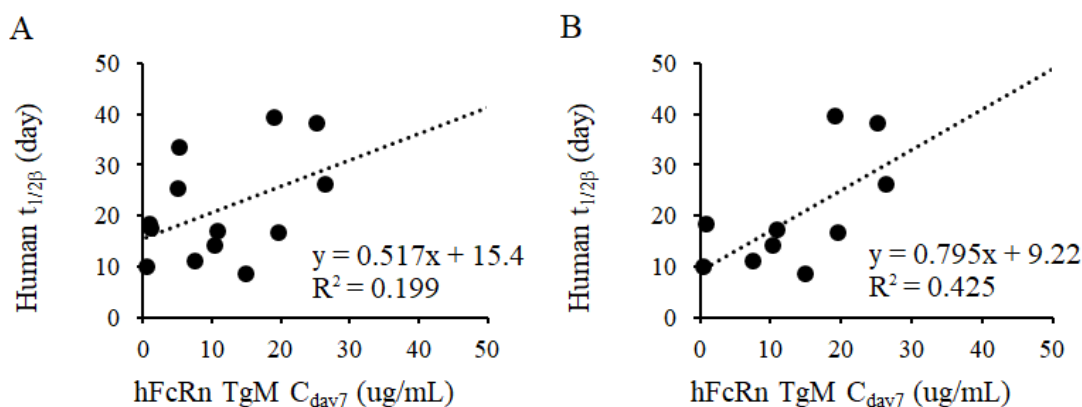 A
50
40
30
20
10
0
Human t1/2β (day)
y = 0.517x + 15.4
R² = 0.199
0 10 20 30 40 50
hFcRn TgM Cday7 (ug/mL)
B
50
40
30
20
10
0
Human t1/2β (day)
y = 0.795x + 9.22
R² = 0.425
0 10 20 30 40 50
hFcRn TgM Cday7 (ug/mL)